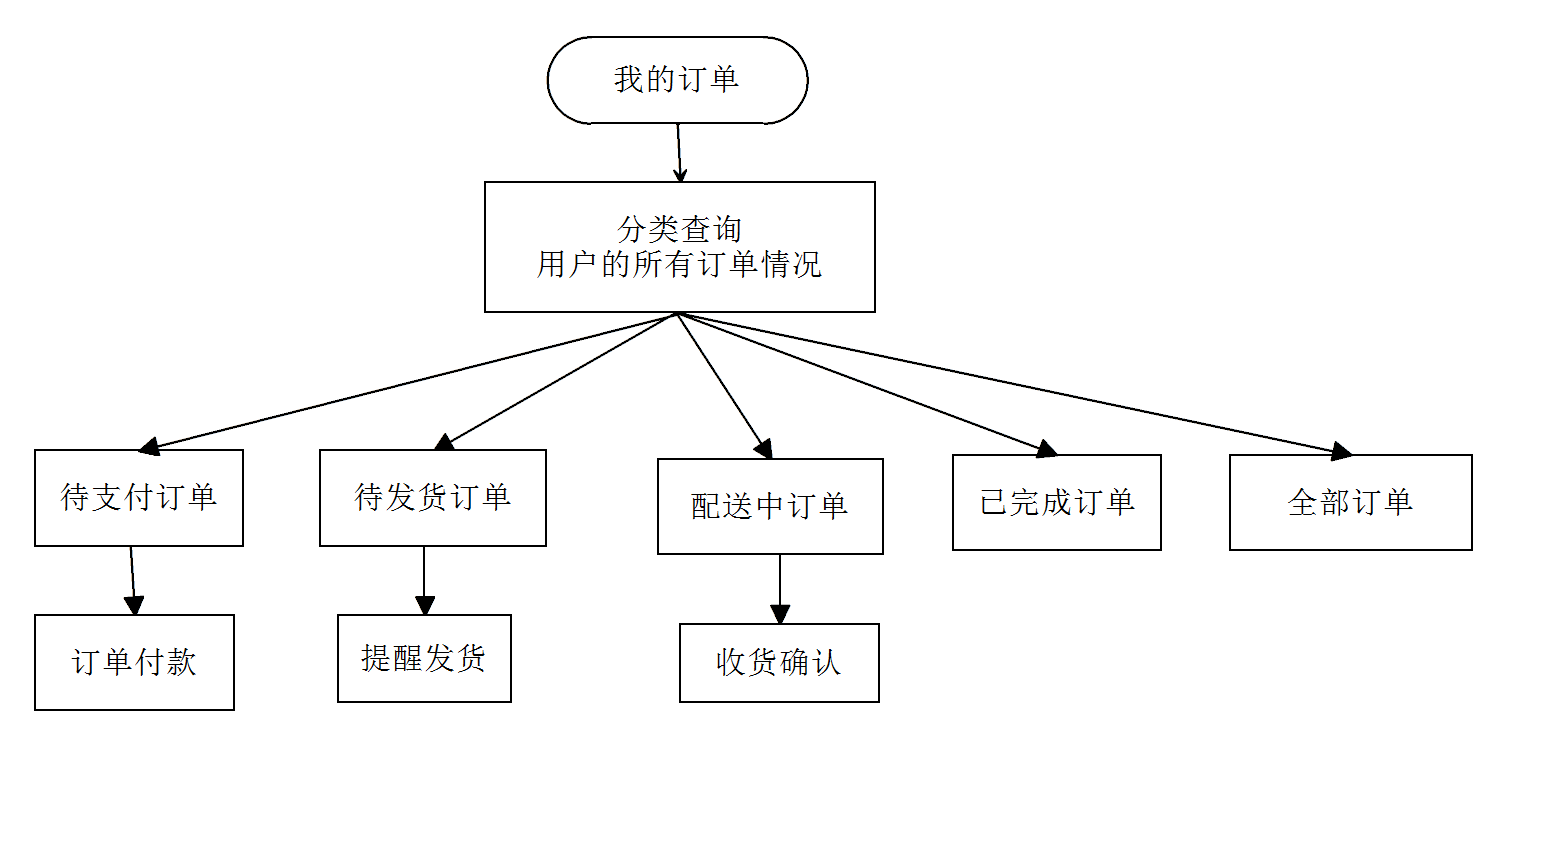 我的订单
分类查询
用户的所有订单情况
待支付订单
待发货订单
配送中订单
已完成订单
全部订单
订单付款
提醒发货
收货确认